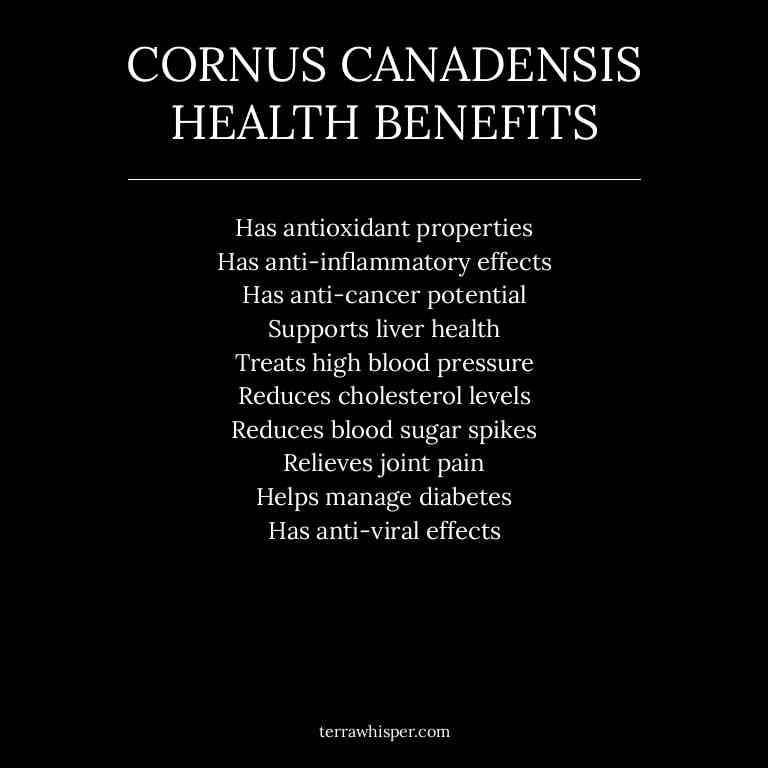 CORNUS CANADENSIS
HEALTH BENEFITS
Has antioxidant properties
Has anti-inflammatory effects
Has anti-cancer potential
Supports liver health
Treats high blood pressure
Reduces cholesterol levels
Reduces blood sugar spikes
Relieves joint pain
Helps manage diabetes
Has anti-viral effects
terrawhisper.com